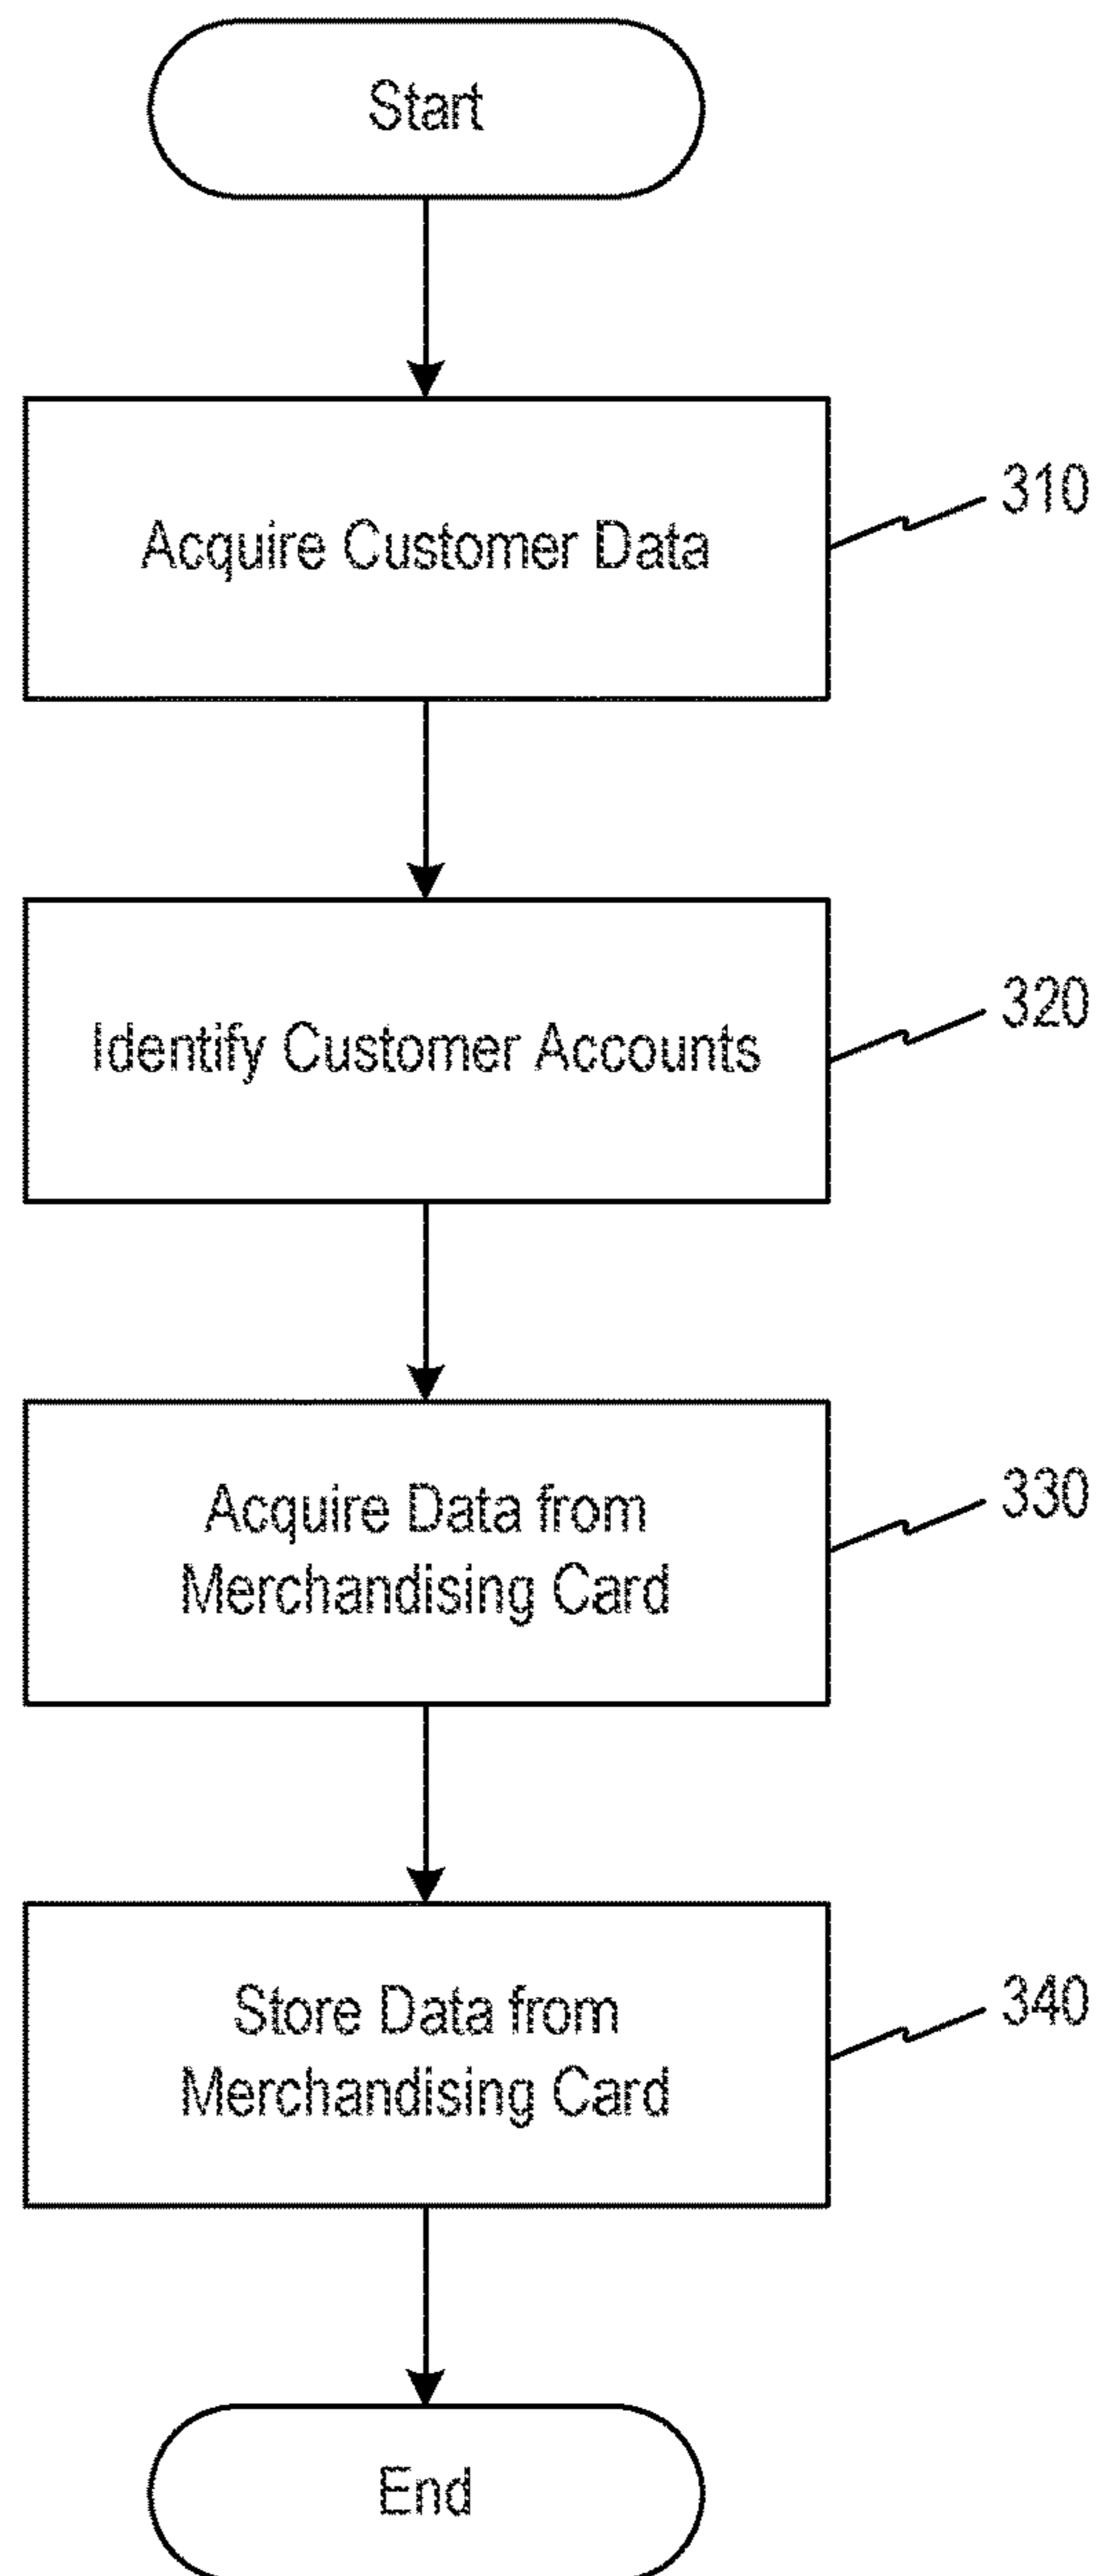 Start
Acquire Customer Data
310
Identify Customer Accounts
320
Acquire Data from
Merchandising Card
330
Store Data from
Merchandising Card
340
End